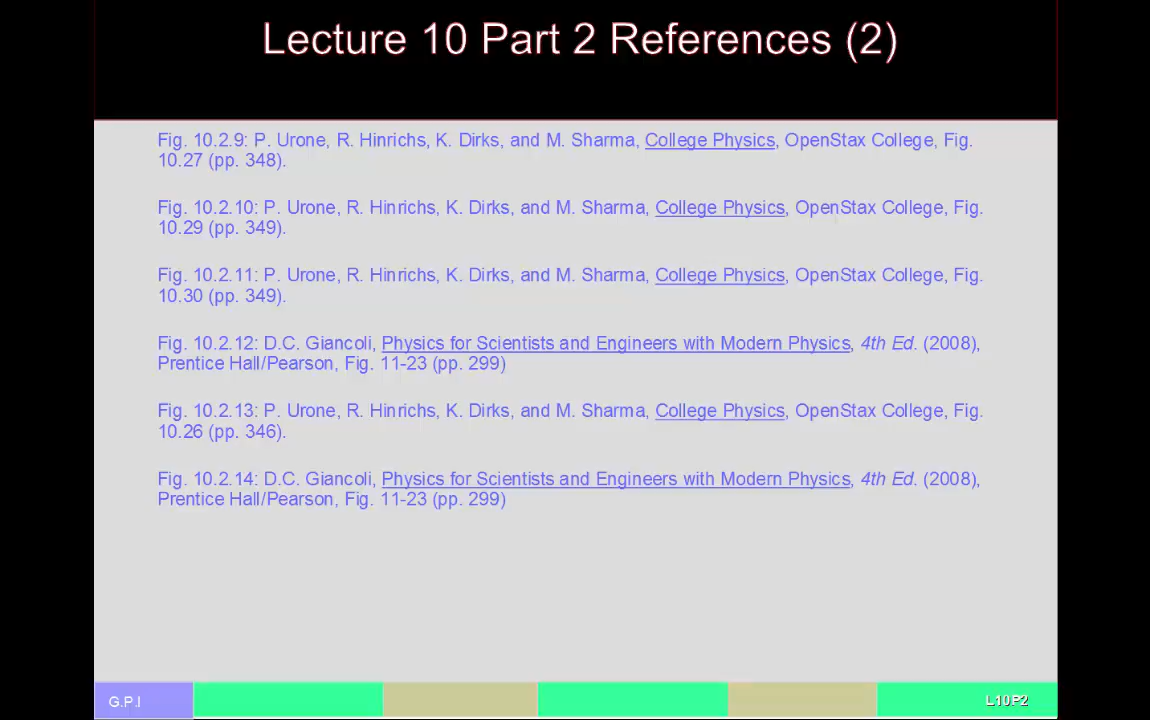 Lecture 10 Part 2 References (2)
Fig. 10.2.9: P. Urone, R. Hinrichs, K. Dirks, and M. Sharma, College Physics, OpenStax College, Fig.
10.27 (pp. 348).
Fig. 10.2.10: P. Urone, R. Hinrichs, K. Dirks, and M. Sharma, College Physics, OpenStax College, Fig.
10.29 (pp. 349).
Fig. 10.2.11: P. Urone, R. Hinrichs, K. Dirks, and M. Sharma, College Physics, OpenStax College, Fig.
10.30 (pp. 349).
Fig. 10.2.12: D.C. Giancoli, Physics for Scientists and Engineers with Modern Physics, 4th Ed. (2008),
Prentice Hall/Pearson, Fig. 11-23 (pp. 299)
Fig. 10.2.13: P. Urone, R. Hinrichs, K. Dirks, and M. Sharma, College Physics, OpenStax College, Fig.
10.26 (pp. 346).
Fig. 10.2.14: D.C. Giancoli, Physics for Scientists and Engineers with Modern Physics, 4th Ed. (2008),
Prentice Hall/Pearson, Fig. 11-23 (pp. 299)
G.P.I
L10P2